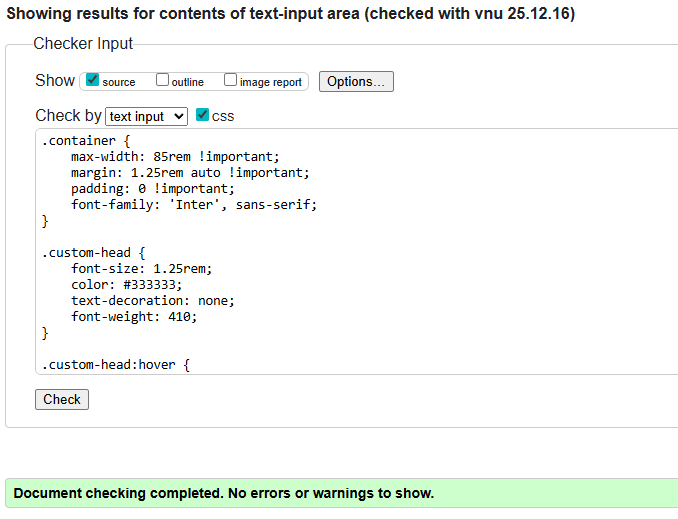 Showing results for contents of text-input area (checked with vnu 25.12.16)
Checker Input
Show source outline image report Options...
Check by text input css
.container {
    max-width: 85rem !important;
    margin: 1.25rem auto !important;
    padding: 0 !important;
    font-family: 'Inter', sans-serif;
}

.custom-head {
    font-size: 1.25rem;
    color: #333333;
    text-decoration: none;
    font-weight: 410;
}

.custom-head:hover {
Check
Document checking completed. No errors or warnings to show.